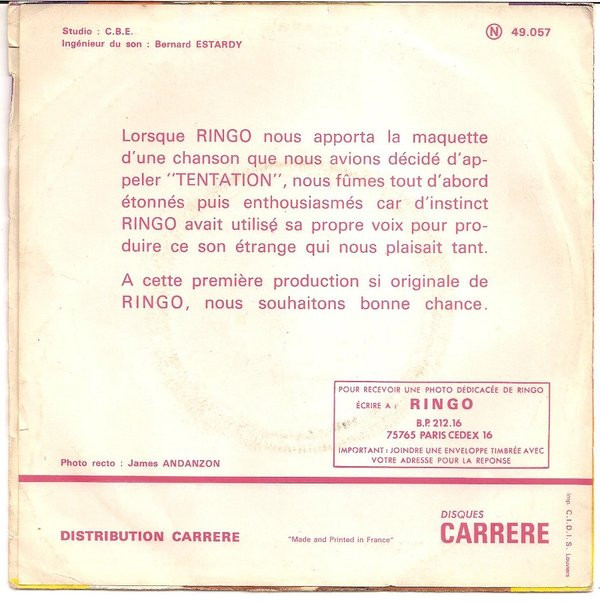 Studio : C.B.E.
Ingénieur du son : Bernard ESTARDY
Ⓝ 49.057
Lorsque RINGO nous apporta la maquette
d'une chanson que nous avions décidé d'ap-
peler "TENTATION", nous fûmes tout d'abord
étonnés puis enthousiasmés car d'instinct
RINGO avait utilisé sa propre voix pour pro-
duire ce son étrange qui nous plaisait tant.
A cette première production si originale de
RINGO, nous souhaitons bonne chance.
POUR RECEVOIR UNE PHOTO DÉDICACÉE DE RINGO
ÉCRIRE A : RINGO
B.P. 212.16
75765 PARIS CEDEX 16
IMPORTANT : JOINDRE UNE ENVELOPPE TIMBRÉE AVEC
VOTRE ADRESSE POUR LA RÉPONSE
Photo recto : James ANDANZON
DISTRIBUTION CARRERE
"Made and Printed in France"
DISQUES
CARRERE
Imp. C.I.D.I.S. Louviers